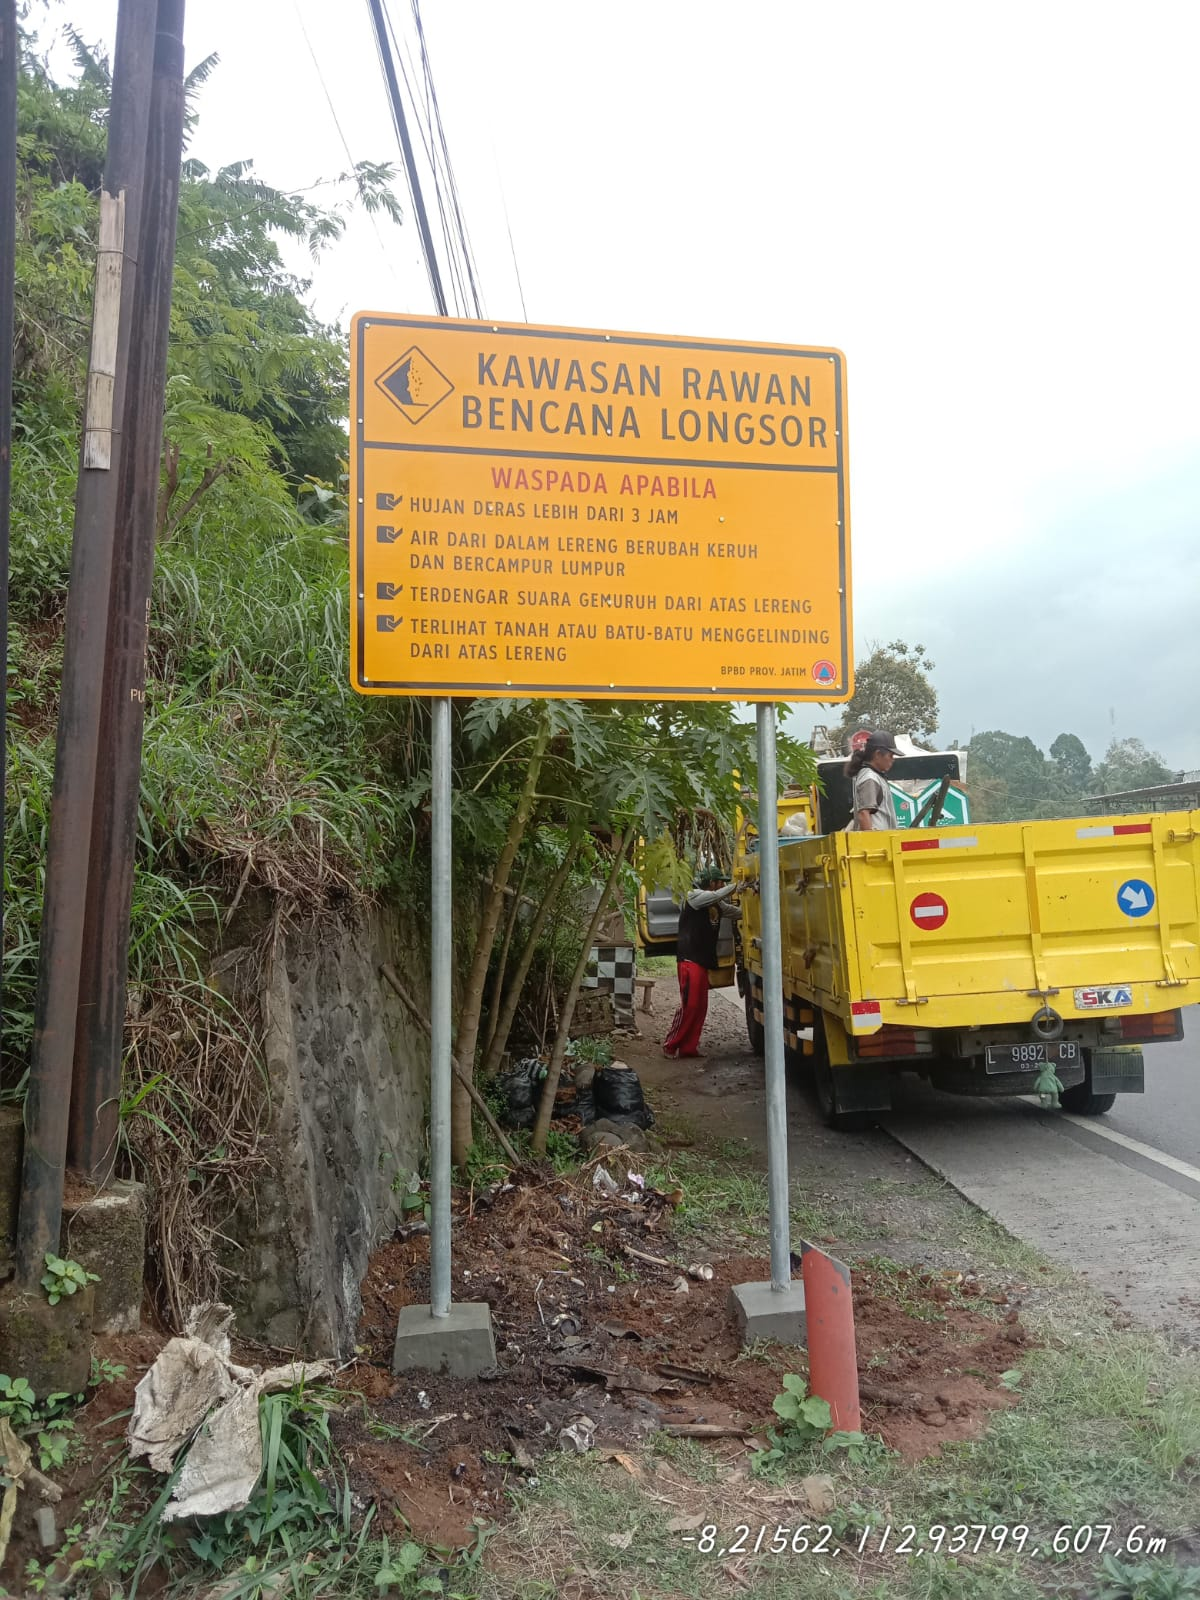 KAWASAN RAWAN
BENCANA LONGSOR
WASPADA APABILA
HUJAN DERAS LEBIH DARI 3 JAM
AIR DARI DALAM LERENG BERUBAH KERUH
DAN BERCAMPUR LUMPUR
TERDENGAR SUARA GEMURUH DARI ATAS LERENG
TERLIHAT TANAH ATAU BATU-BATU MENGGELINDING
DARI ATAS LERENG
BPBD PROV. JATIM
SKA
L 9892 CB
-8,21562, 112,93799, 607,6m